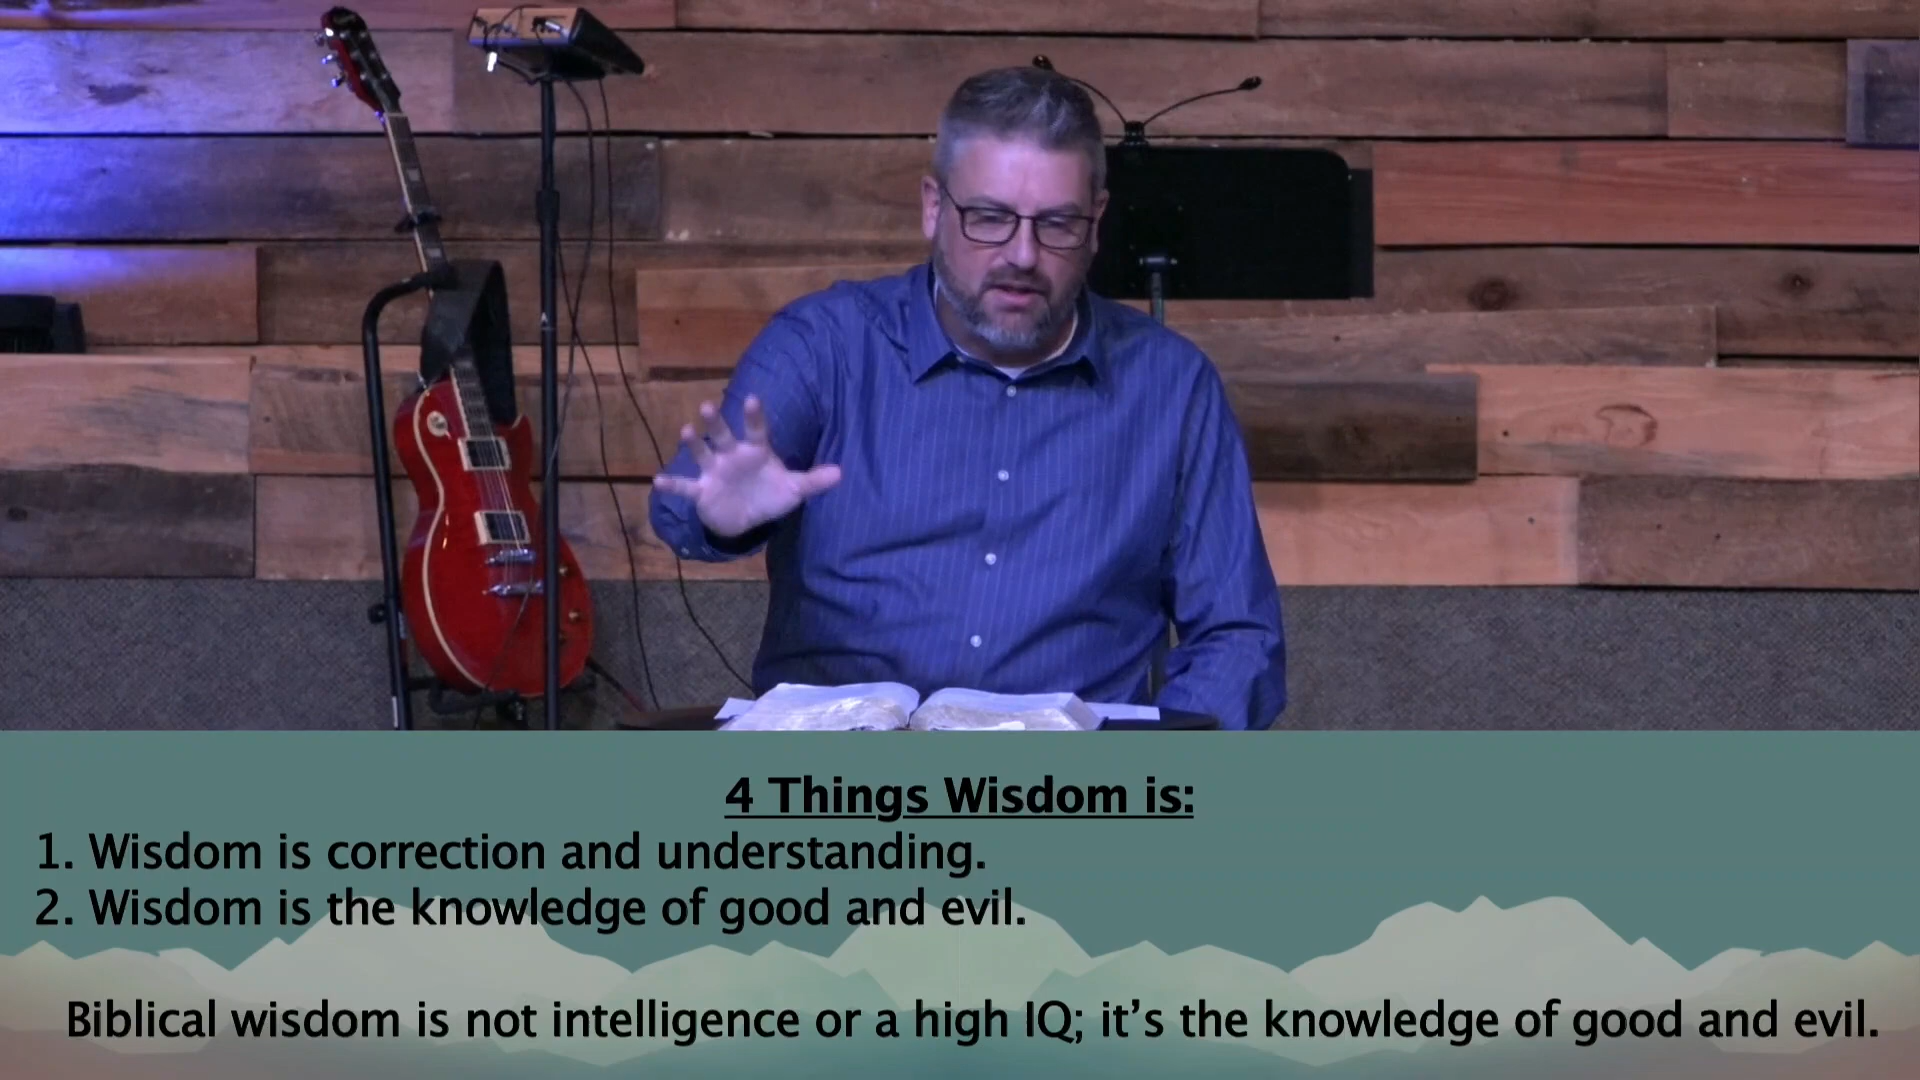 4 Things Wisdom is:
1. Wisdom is correction and understanding.
2. Wisdom is the knowledge of good and evil.
Biblical wisdom is not intelligence or a high IQ; it’s the knowledge of good and evil.